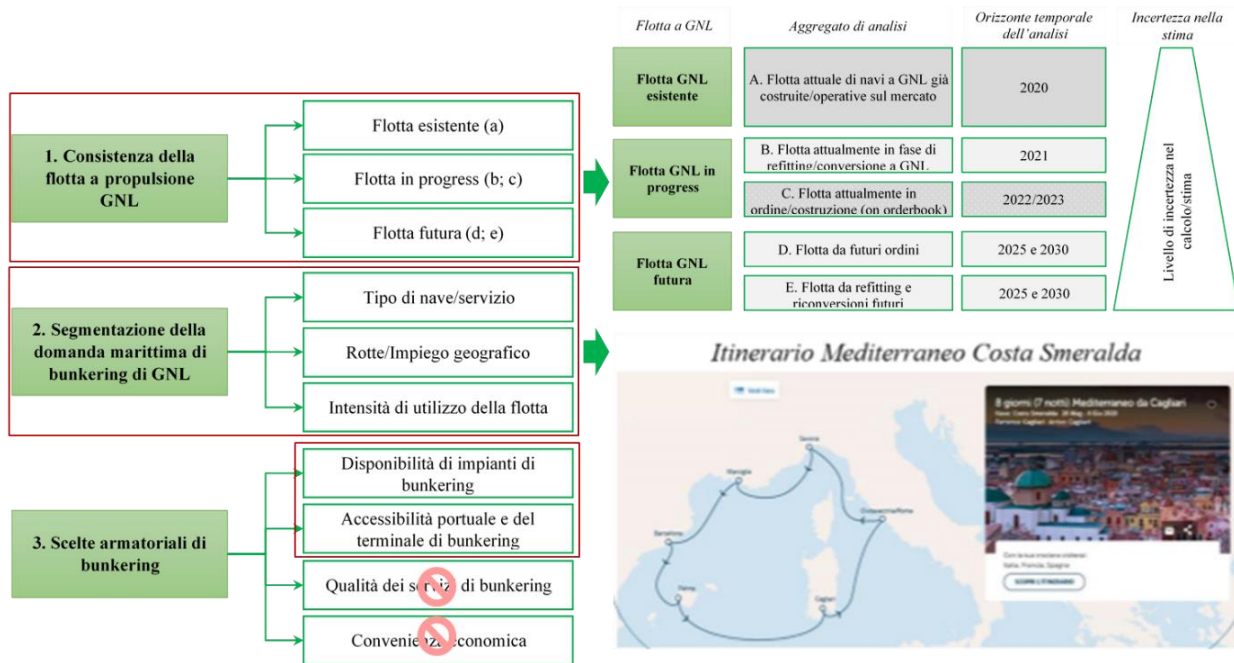 1. Consistenza della
flotta a propulsione
GNL
Flotta esistente (a)
Flotta in progress (b; c)
Flotta futura (d; e)
2. Segmentazione della
domanda marittima di
bunkering di GNL
Tipo di nave/servizio
Rotte/Impiego geografico
Intensità di utilizzo della flotta
3. Scelte armatoriali di
bunkering
Disponibilità di impianti di
bunkering
Accessibilità portuale e del
terminale di bunkering
Qualità dei servizi di bunkering
Convenienza economica
Flotta a GNL
Aggregato di analisi
Orizzonte temporale
dell'analisi
Incertezza nella
stima
Flotta GNL
esistente
A. Flotta attuale di navi a GNL già
costruite/operative sul mercato
2020
Flotta GNL in
progress
B. Flotta attualmente in fase di
refitting/conversione a GNL
2021
C. Flotta attualmente in
ordine/costruzione (on orderbook)
2022/2023
Flotta GNL
futura
D. Flotta da futuri ordini
2025 e 2030
E. Flotta da refitting e
riconversioni futuri
2025 e 2030
Livello di incertezza nel
calcolo/stima
Itinerario Mediterraneo Costa Smeralda
Savona
Marsiglia
Civitavecchia/Roma
Barcellona
Palma
Cagliari
8 giorni (7 notti) Mediterraneo da Cagliari
Italia, Francia, Spagna
SCOPRI L'ITINERARIO